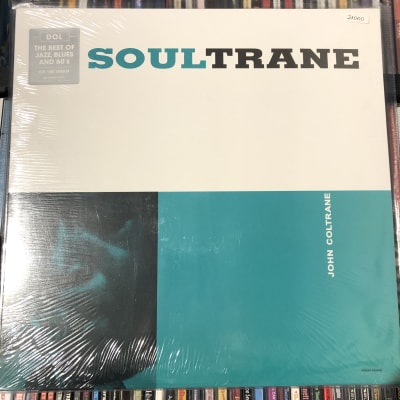 DOL
THE BEST OF
JAZZ, BLUES
AND 60's
SOULTRANE
JOHN COLTRANE